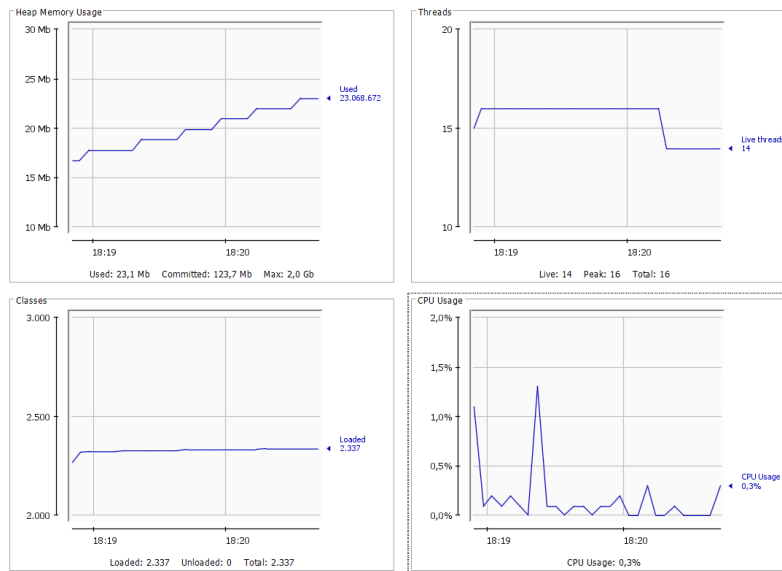 Heap Memory Usage
30 Mb
25 Mb
20 Mb
15 Mb
10 Mb
Used
23.068.672
18:19
18:20
Used: 23,1 Mb Committed: 123,7 Mb Max: 2,0 Gb
Threads
20
15
10
Live threads
14
18:19
18:20
Live: 14 Peak: 16 Total: 16
Classes
3.000
2.500
2.000
Loaded
2.337
18:19
18:20
Loaded: 2.337 Unloaded: 0 Total: 2.337
CPU Usage
2,0%
1,5%
1,0%
0,5%
0,0%
CPU Usage
0,3%
18:19
18:20
CPU Usage: 0,3%